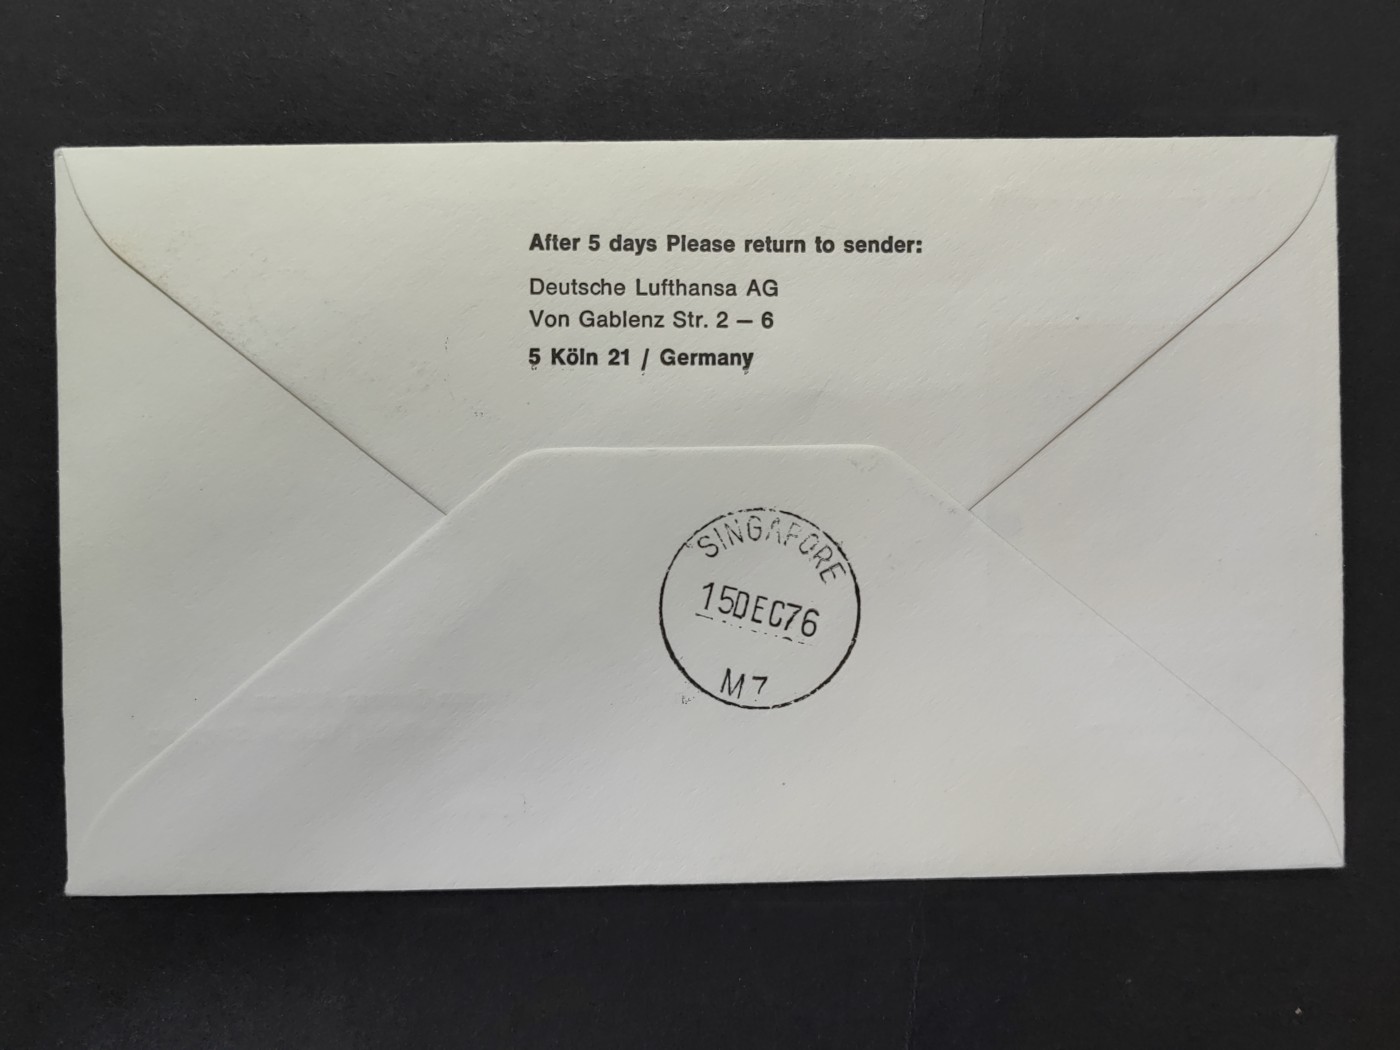 After 5 days Please return to sender:
Deutsche Lufthansa AG
Von Gablenz Str. 2 – 6
5 Köln 21 / Germany
SINGAPORE
15DEC76
M7